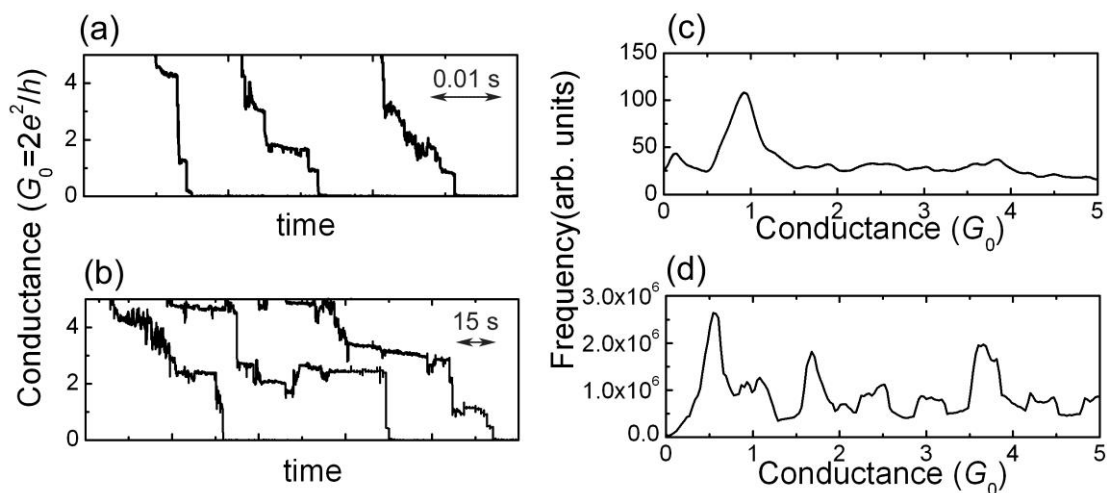 (a)
4
2
0
0.01 s
time
(b)
4
2
0
15 s
time
Conductance (G₀=2e²/h)
(c)
150
100
50
0
0 1 2 3 4 5
Conductance (G₀)
(d)
3.0x10⁶
2.0x10⁶
1.0x10⁶
0.0
0 1 2 3 4 5
Conductance (G₀)
Frequency(arb. units)